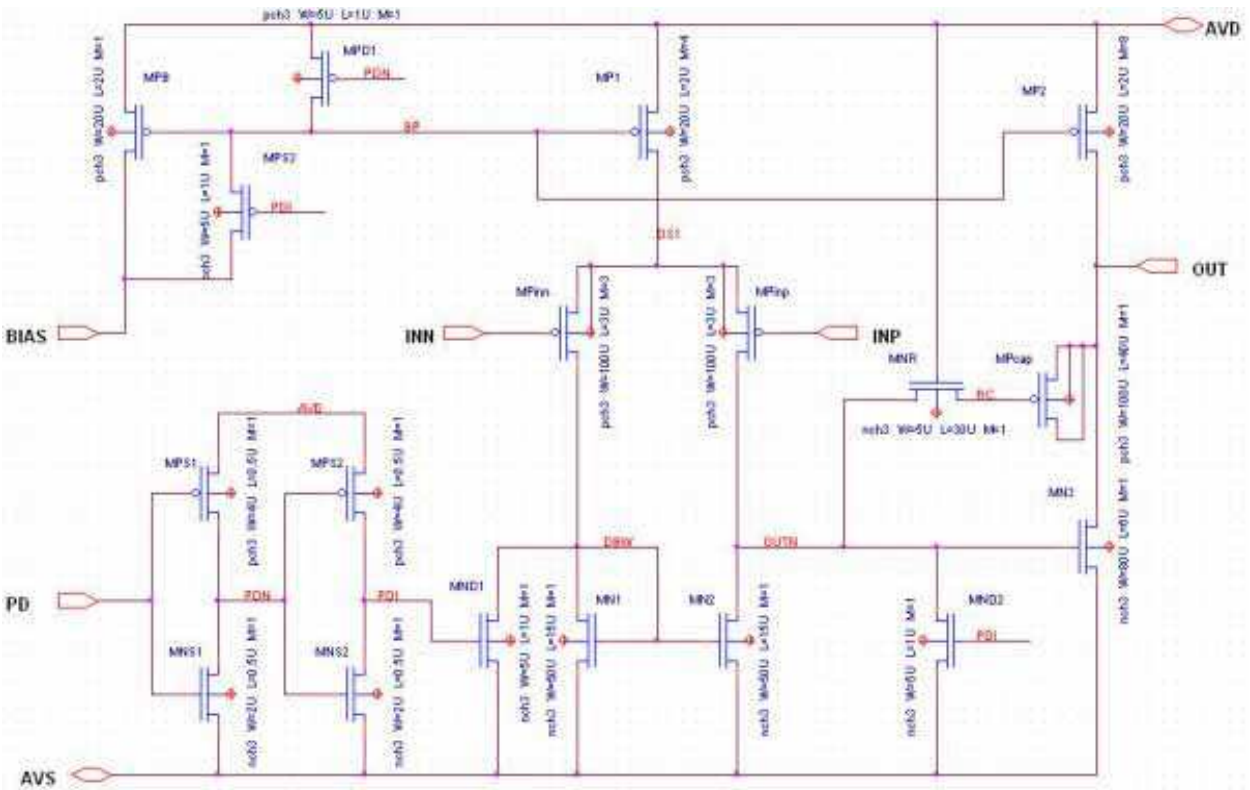 pch3 W=5U L=1U M=1
AVD
MPD1
PDN
MPB
pch3 W=20U L=2U M=1
MP1
pch3 W=20U L=2U M=4
MP2
pch3 W=20U L=2U M=8
BP
pch3 W=5U L=1U M=1
PDI
DS1
OUT
MPinn
pch3 W=100U L=3U M=3
MPinp
pch3 W=100U L=3U M=3
BIAS
INN
INP
MNR
MPcap
RC
nch3 W=5U L=30U M=1
pch3 W=100U L=40U M=1
AVD
MPS1
pch3 W=4U L=0.5U M=1
MPS2
pch3 W=4U L=0.5U M=1
MN3
nch3 W=80U L=6U M=1
DBIW
OUTN
PD
PDN
PDI
MND1
nch3 W=5U L=1U M=1
MN1
nch3 W=60U L=15U M=1
MN2
nch3 W=60U L=15U M=1
MND2
PDI
nch3 W=5U L=1U M=1
MNS1
nch3 W=2U L=0.5U M=1
MNS2
nch3 W=2U L=0.5U M=1
AVS